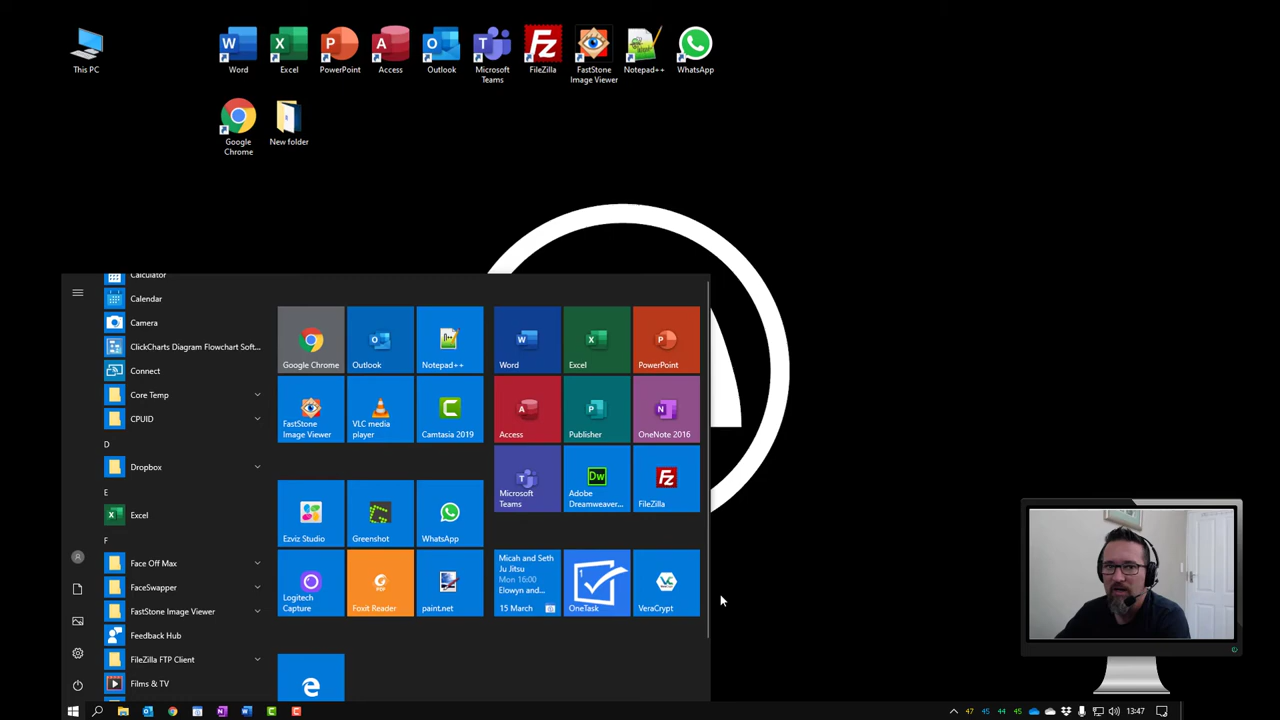 This PC
Word
Excel
PowerPoint
Access
Outlook
Microsoft
Teams
FileZilla
FastStone
Image Viewer
Notepad++
WhatsApp
Google
Chrome
New folder
Calculator
Calendar
Camera
ClickCharts Diagram Flowchart Soft...
Connect
Core Temp
CPUID
D
Dropbox
E
Excel
F
Face Off Max
FaceSwapper
FastStone Image Viewer
Feedback Hub
FileZilla FTP Client
Films & TV
Google Chrome
Outlook
Notepad++
FastStone
Image Viewer
VLC media
player
Camtasia 2019
Ezviz Studio
Greenshot
WhatsApp
Logitech
Capture
Foxit Reader
paint.net
Word
Excel
PowerPoint
Access
Publisher
OneNote 2016
Microsoft
Teams
Adobe
Dreamweaver...
FileZilla
Micah and Seth
Ju Jitsu
Mon 16:00
Elowyn and...
15 March
OneTask
VeraCrypt
47 45 44 45
13:47